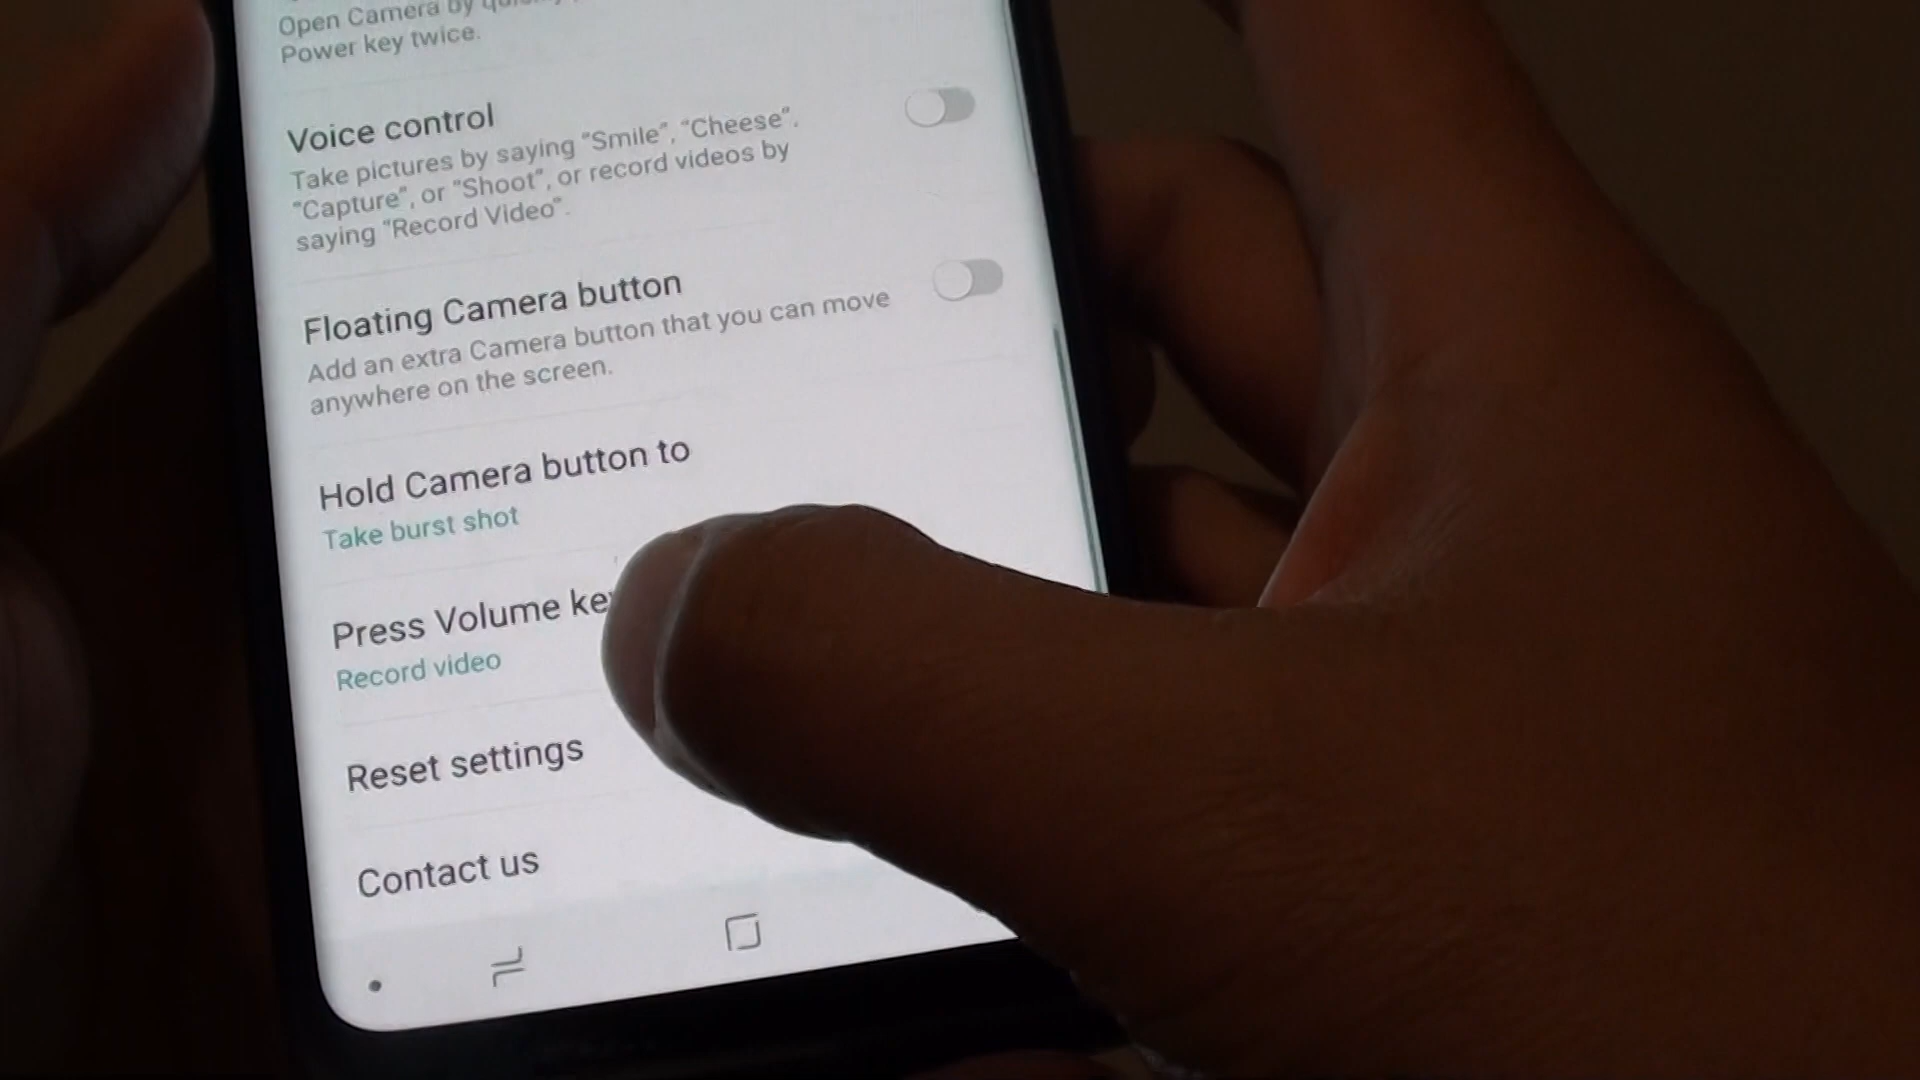 Open Camera by
Power key twice.
Voice control
Take pictures by saying "Smile", "Cheese",
"Capture", or "Shoot", or record videos by
saying "Record Video".
Floating Camera button
Add an extra Camera button that you can move
anywhere on the screen.
Hold Camera button to
Take burst shot
Press Volume
Record video
Reset settings
Contact us